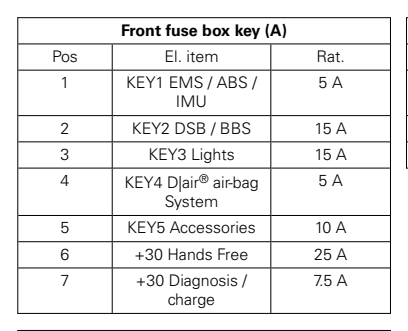 Front fuse box key (A)
Pos El. item Rat.
1 KEY1 EMS / ABS / 5 A
IMU
2 KEY2 DSB / BBS 15 A
3 KEY3 Lights 15 A
4 KEY4 D|air® air-bag 5 A
System
5 KEY5 Accessories 10 A
6 +30 Hands Free 25 A
7 +30 Diagnosis / 7.5 A
charge